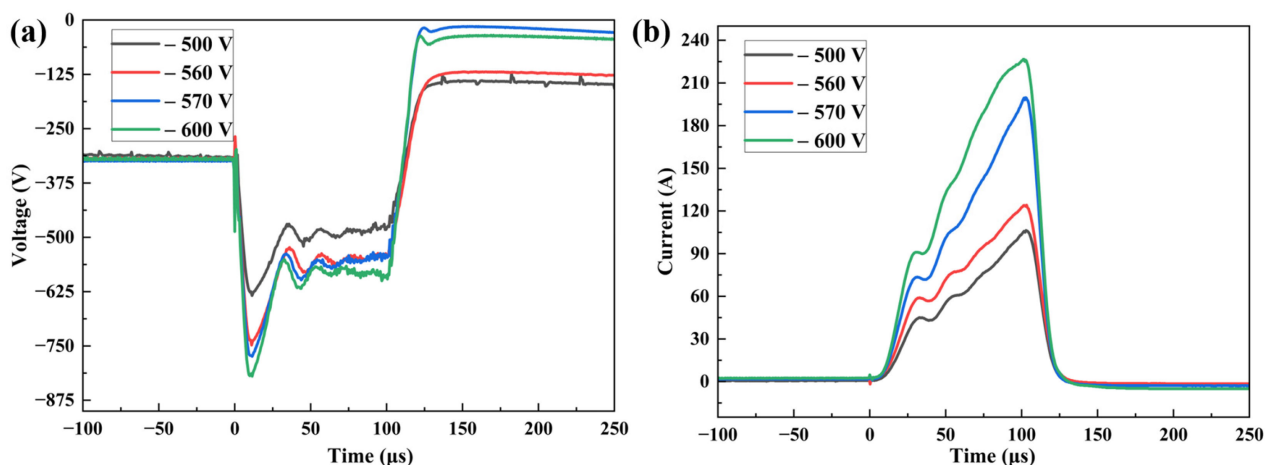 (a)
0
−125
−250
−375
−500
−625
−750
−875
Voltage (V)
– 500 V
– 560 V
– 570 V
– 600 V
−100
−50
0
50
100
150
200
250
Time (μs)
(b)
240
210
180
150
120
90
60
30
0
Current (A)
– 500 V
– 560 V
– 570 V
– 600 V
−100
−50
0
50
100
150
200
250
Time (μs)